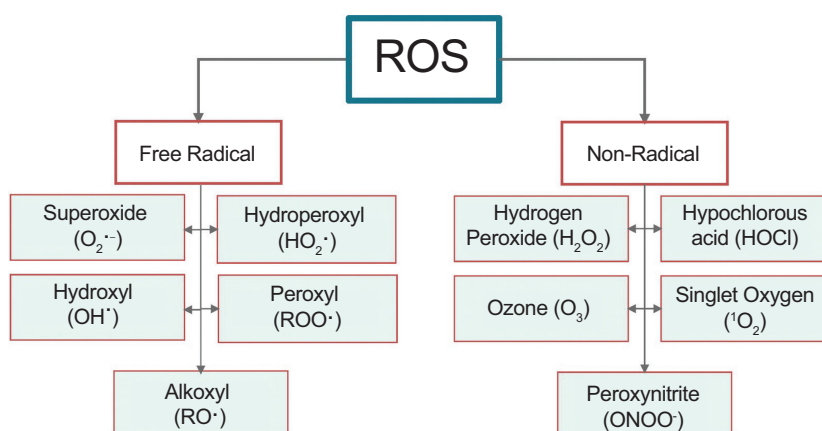 ROS
Free Radical
Non-Radical
Superoxide
(O₂·⁻)
Hydroperoxyl
(HO₂·)
Hydrogen
Peroxide (H₂O₂)
Hypochlorous
acid (HOCl)
Hydroxyl
(OH·)
Peroxyl
(ROO·)
Ozone (O₃)
Singlet Oxygen
(¹O₂)
Alkoxyl
(RO·)
Peroxynitrite
(ONOO⁻)